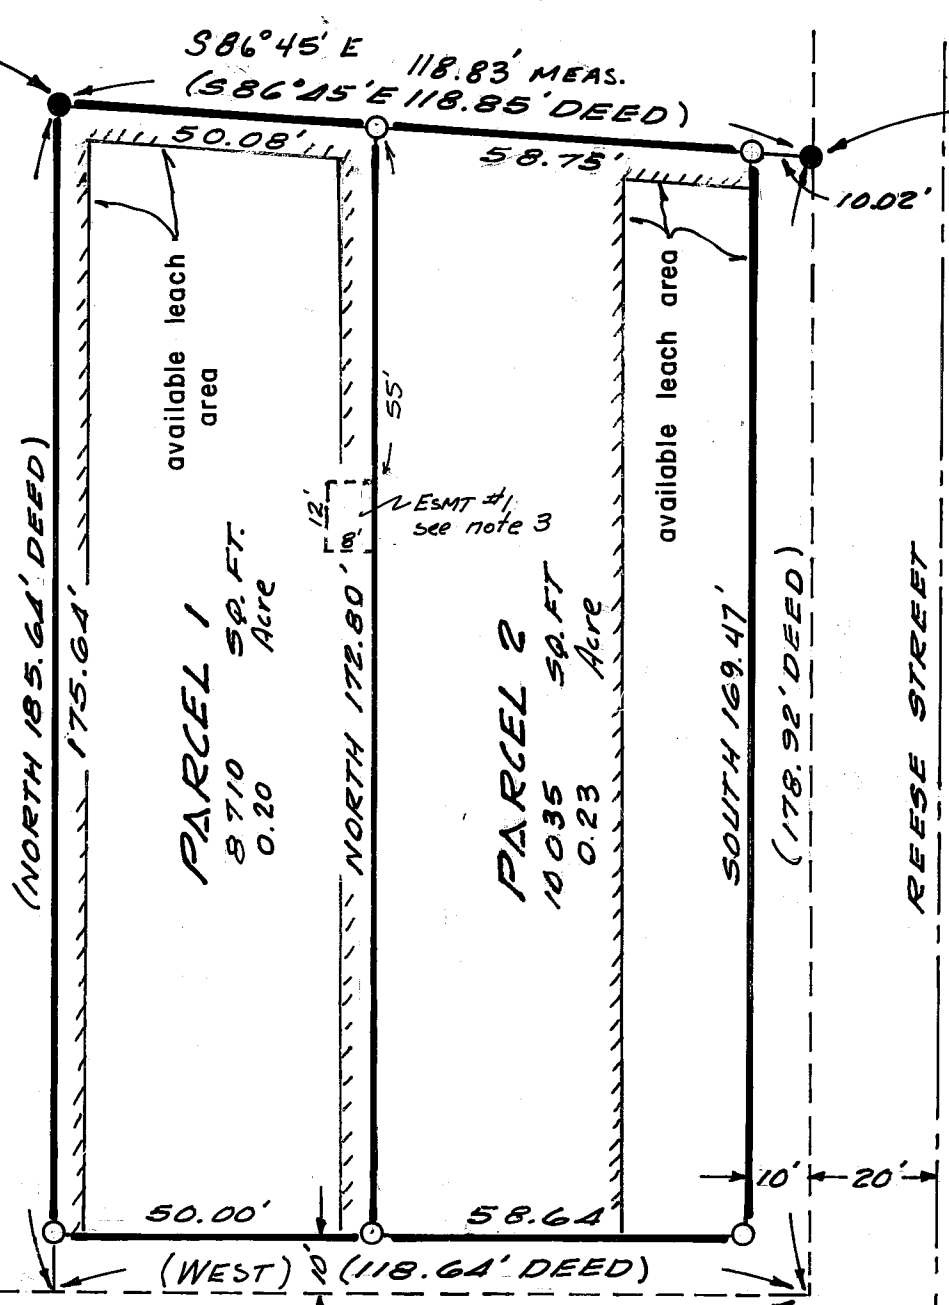 S86°45' E
118.83' MEAS.
(S86°45'E 118.85' DEED)
50.08'
58.75'
10.02'
available leach
area
available leach area
55'
12'
8'
ESMT #1
see note 3
(NORTH 185.64' DEED)
175.64'
PARCEL 1
8710 SQ. FT.
0.20 Acre
NORTH 172.80'
PARCEL 2
10035 SQ. FT
0.23 Acre
SOUTH 169.47'
(178.92' DEED)
REESE STREET
10'
20'
50.00'
58.64
(WEST)
10'
(118.64' DEED)